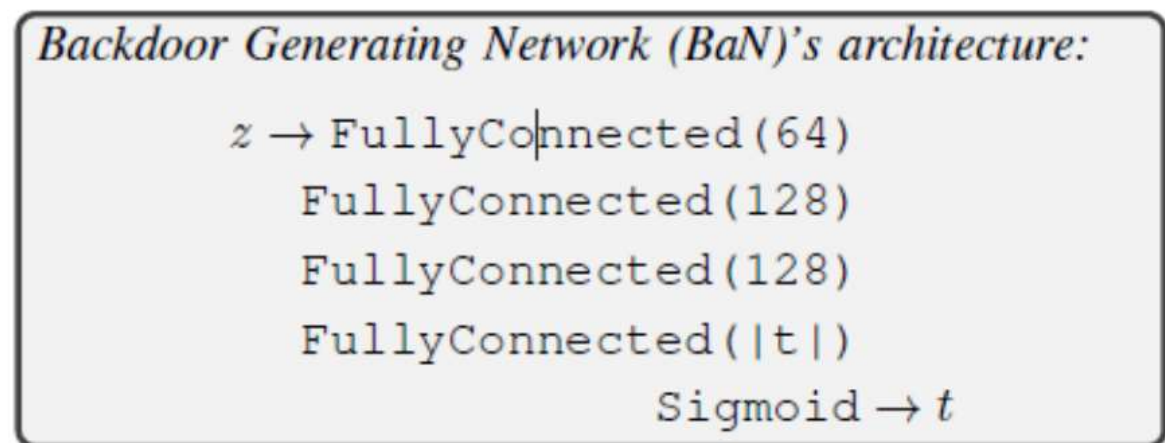 Backdoor Generating Network (BaN)'s architecture:
z → FullyConnected(64)
FullyConnected(128)
FullyConnected(128)
FullyConnected(|t|)
Sigmoid → t